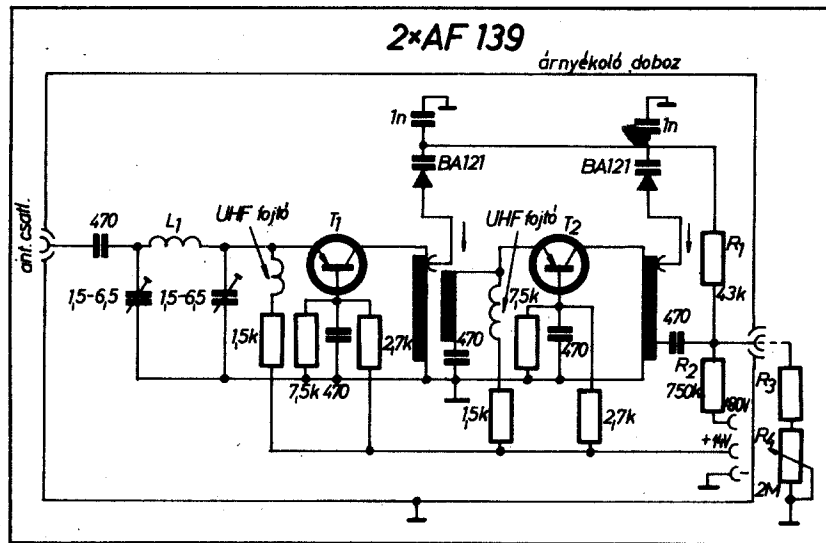 2×AF 139
árnyékoló doboz
1n
1n
BA121
BA121
ant. csatl.
470
L1
UHF fojtó
T1
UHF fojtó
T2
R1
43k
1,5-6,5
1,5-6,5
1,5k
7,5k
470
2,7k
470
7,5k
470
1,5k
2,7k
470
R2
750k
+80V
+14V
-
R3
R4
2M